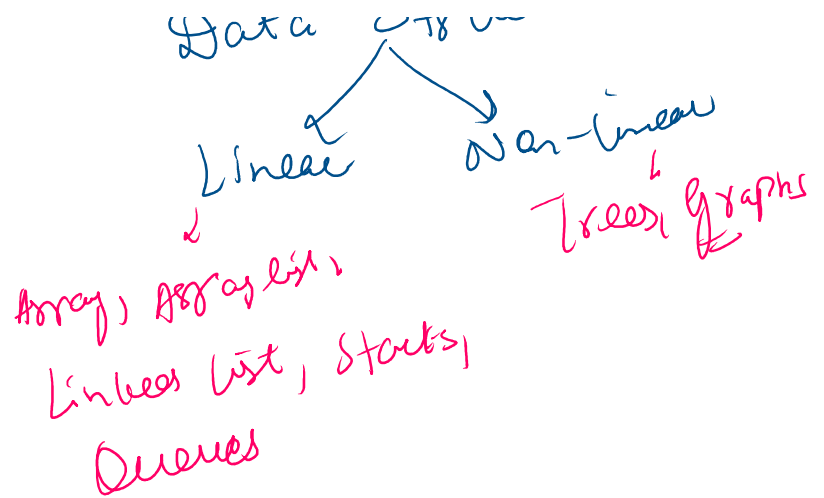 Data
Linear Non-linear
Trees, Graphs
Array, Arraylist,
Linked List, Stacks,
Queues